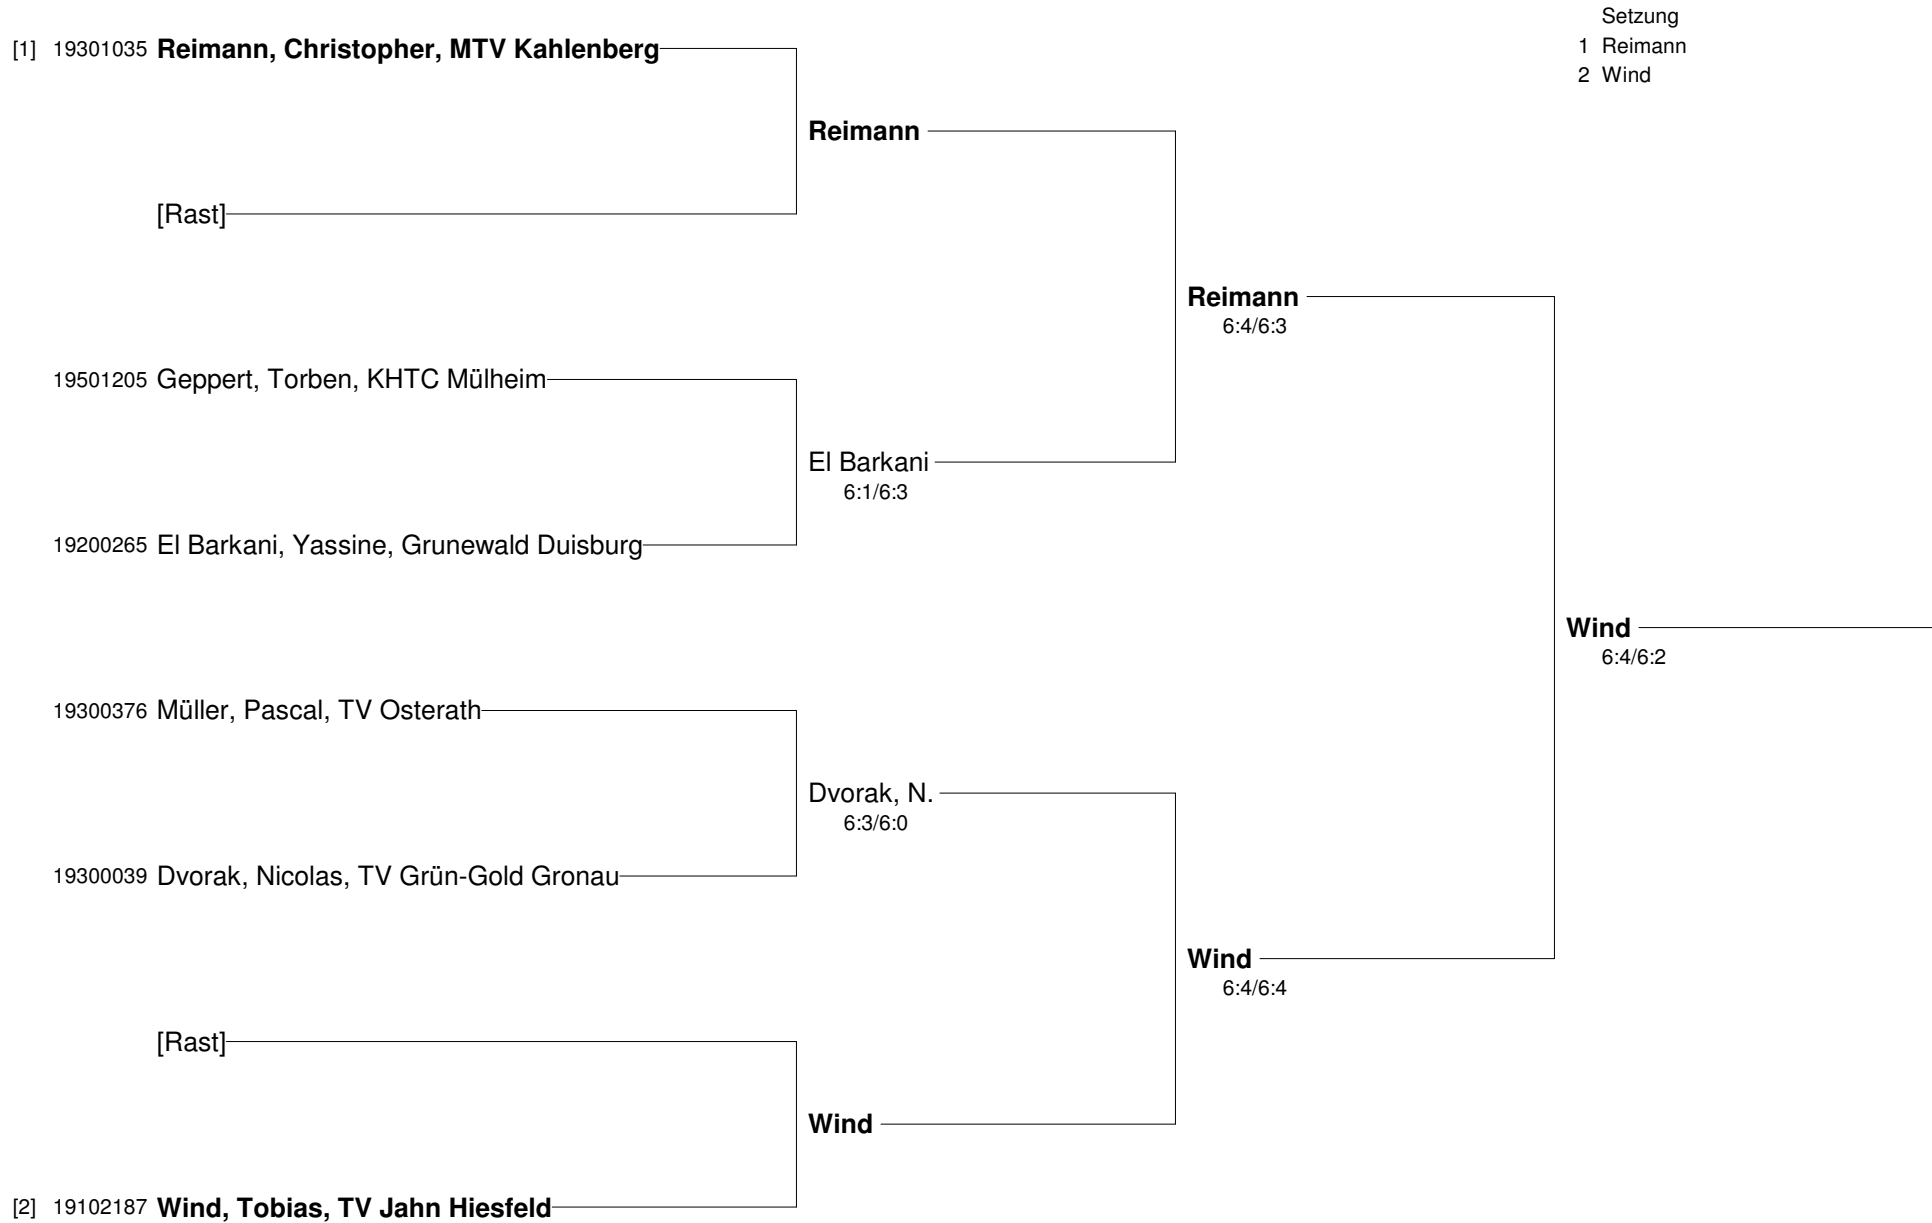 Setzung
1 Reimann
2 Wind
[1] 19301035 Reimann, Christopher, MTV Kahlenberg
Reimann
[Rast]
Reimann
6:4/6:3
19501205 Geppert, Torben, KHTC Mülheim
El Barkani
6:1/6:3
19200265 El Barkani, Yassine, Grunewald Duisburg
Wind
6:4/6:2
19300376 Müller, Pascal, TV Osterath
Dvorak, N.
6:3/6:0
19300039 Dvorak, Nicolas, TV Grün-Gold Gronau
Wind
6:4/6:4
[Rast]
Wind
[2] 19102187 Wind, Tobias, TV Jahn Hiesfeld